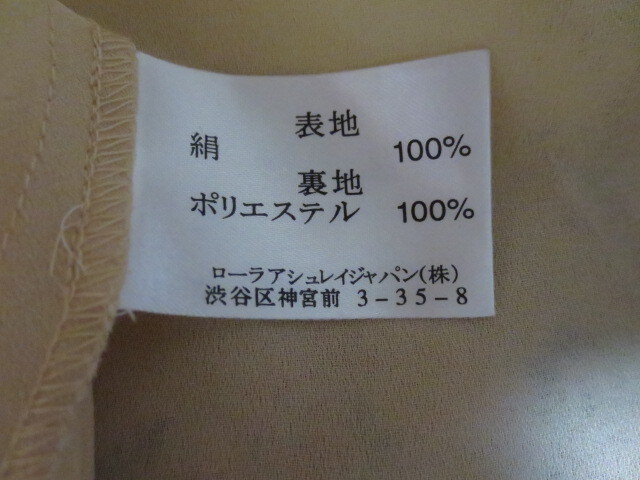 表地
絹 100%
裏地
ポリエステル 100%
ローラアシュレイジャパン(株)
渋谷区神宮前 3-35-8